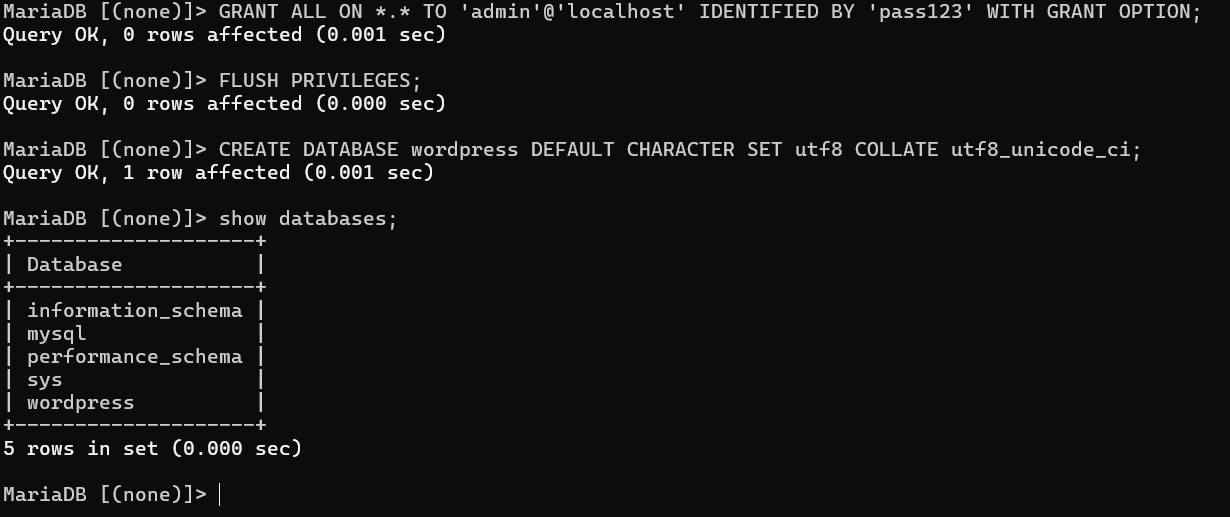 MariaDB [(none)]> GRANT ALL ON *.* TO 'admin'@'localhost' IDENTIFIED BY 'pass123' WITH GRANT OPTION;
Query OK, 0 rows affected (0.001 sec)
MariaDB [(none)]> FLUSH PRIVILEGES;
Query OK, 0 rows affected (0.000 sec)
MariaDB [(none)]> CREATE DATABASE wordpress DEFAULT CHARACTER SET utf8 COLLATE utf8_unicode_ci;
Query OK, 1 row affected (0.001 sec)
MariaDB [(none)]> show databases;
+--------------------+
| Database           |
+--------------------+
| information_schema |
| mysql              |
| performance_schema |
| sys                |
| wordpress          |
+--------------------+
5 rows in set (0.000 sec)
MariaDB [(none)]>